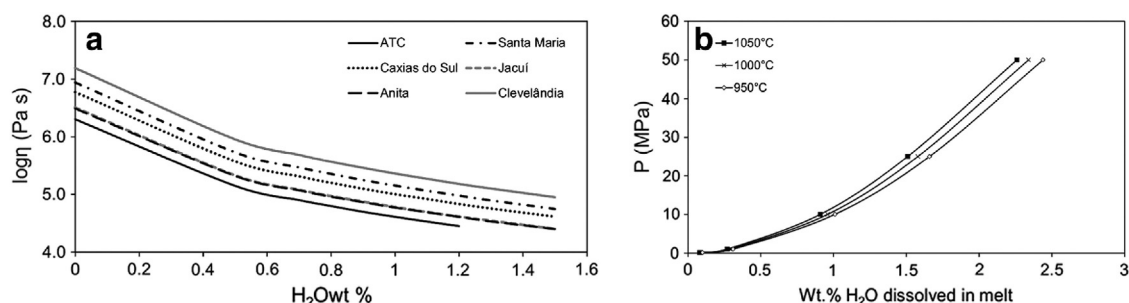 a
8.0
7.0
6.0
5.0
4.0
logη (Pa s)
ATC
Santa Maria
Caxias do Sul
Jacuí
Anita
Clevelândia
0 0.2 0.4 0.6 0.8 1 1.2 1.4 1.6
H₂Owt %
b
60
50
40
30
20
10
0
P (MPa)
1050°C
1000°C
950°C
0 0.5 1 1.5 2 2.5 3
Wt.% H₂O dissolved in melt